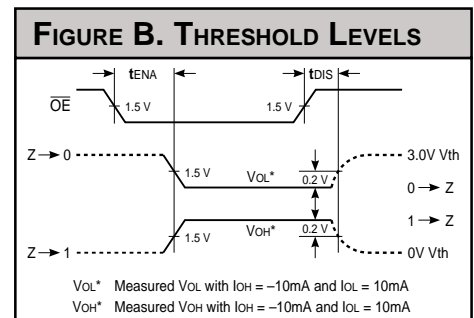 FIGURE B. THRESHOLD LEVELS
tENA
tDIS
OE
1.5 V
1.5 V
Z → 0
1.5 V
VOL*
0.2 V
3.0V Vth
0 → Z
Z → 1
1.5 V
VOH*
0.2 V
1 → Z
0V Vth
VOL* Measured VOL with IOH = –10mA and IOL = 10mA
VOH* Measured VOH with IOH = –10mA and IOL = 10mA